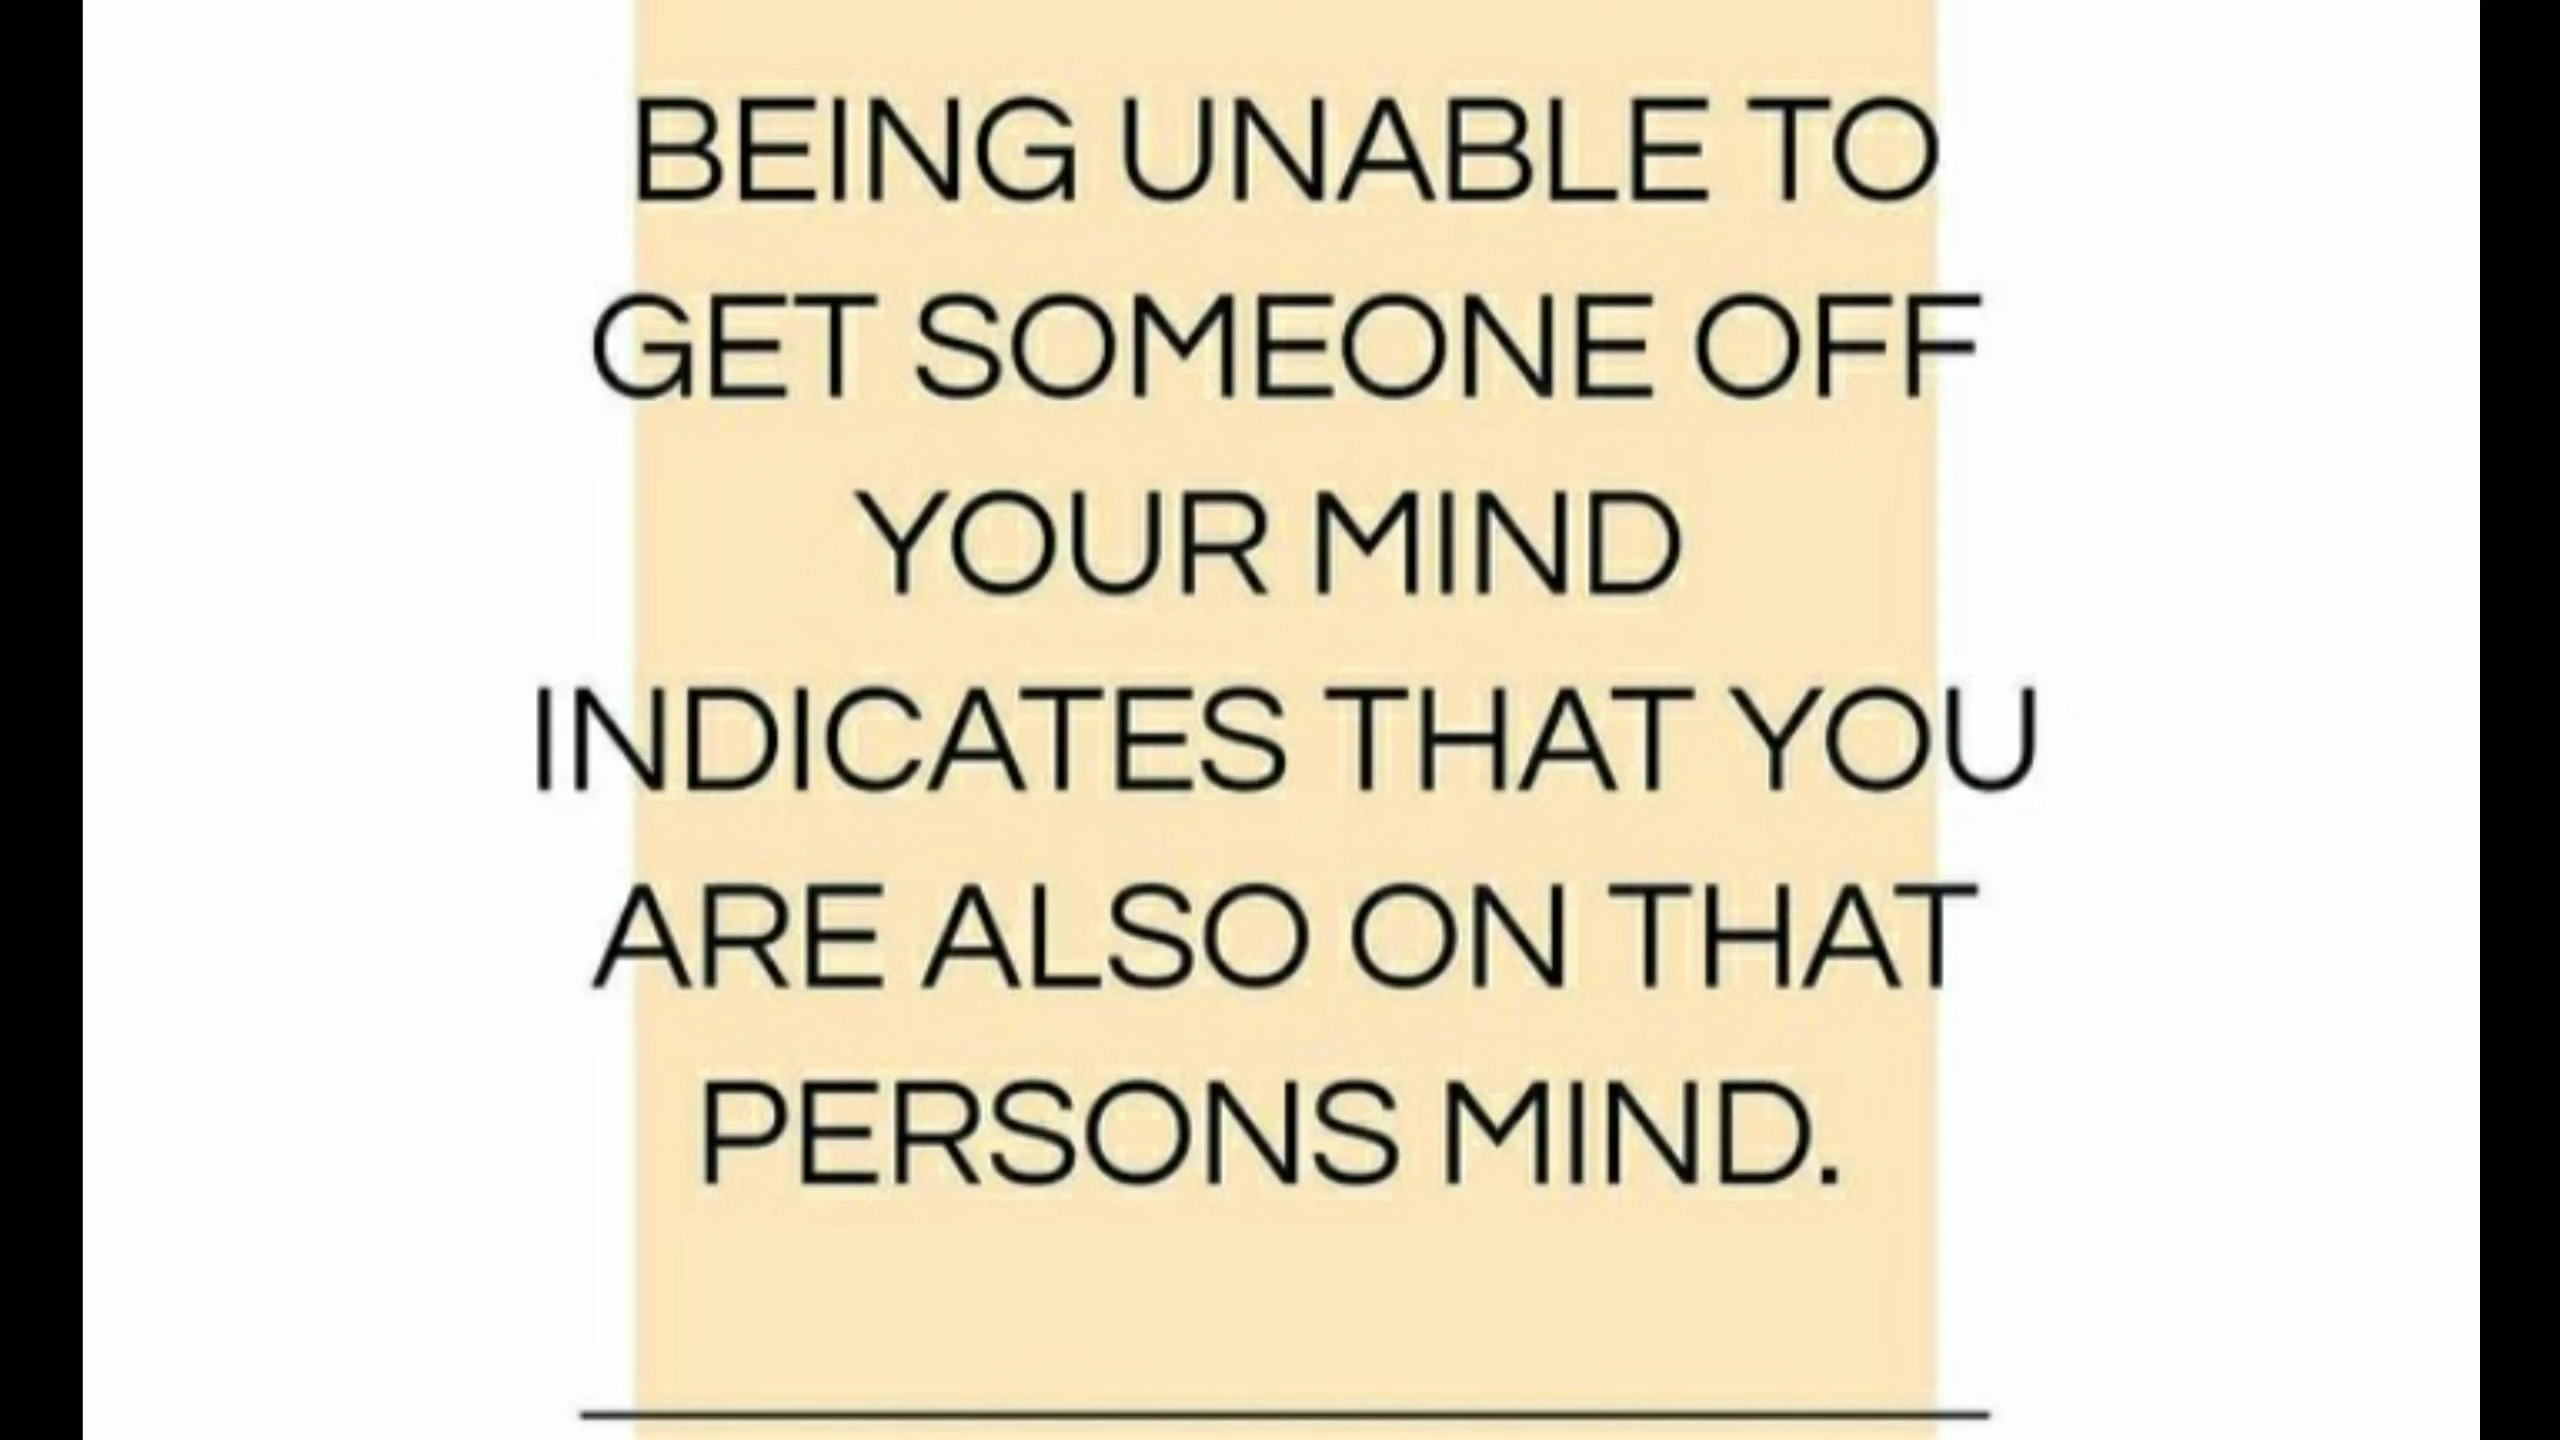 BEING UNABLE TO
GET SOMEONE OFF
YOUR MIND
INDICATES THAT YOU
ARE ALSO ON THAT
PERSONS MIND.